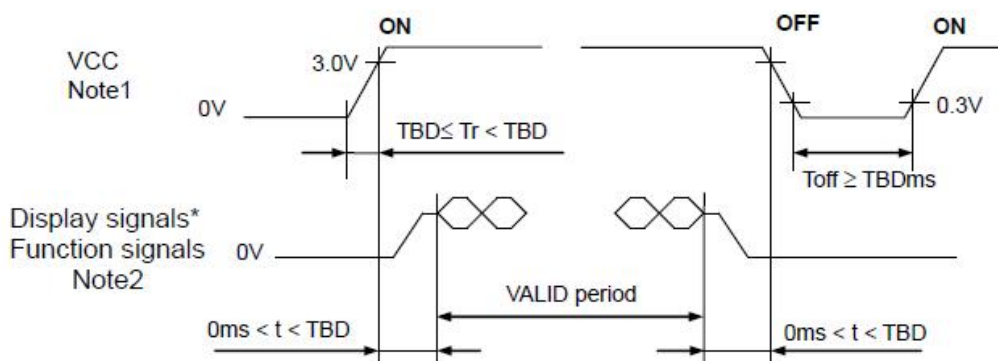 ON
OFF
ON
VCC
Note1
3.0V
0V
0.3V
TBD≤ Tr < TBD
Toff ≥ TBDms
Display signals*
Function signals
Note2
0V
VALID period
0ms < t < TBD
0ms < t < TBD